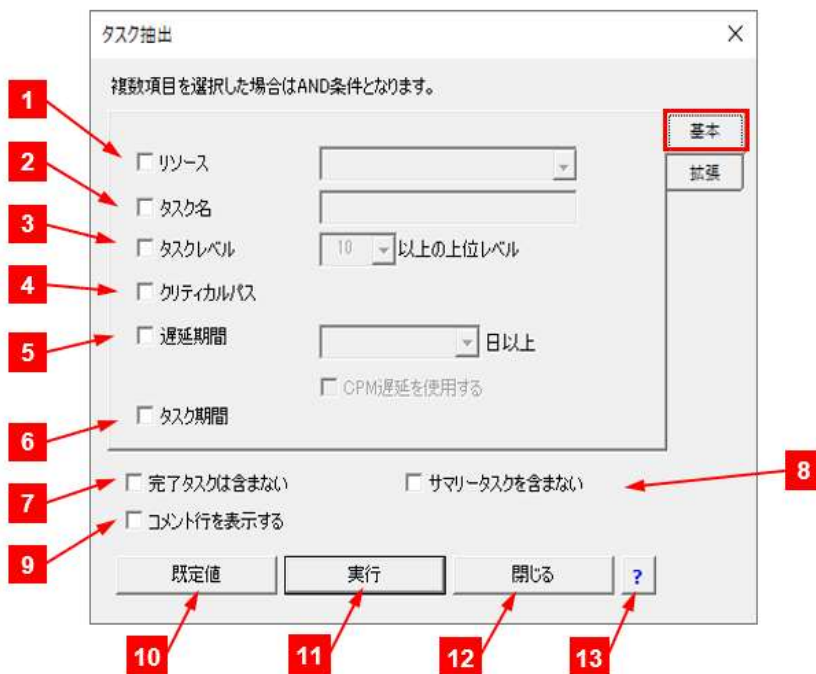 タスク抽出
複数項目を選択した場合はAND条件となります。
1
基本
リソース
2
拡張
タスク名
3
タスクレベル 10 以上の上位レベル
4
クリティカルパス
5
遅延期間 日以上
CPM遅延を使用する
6
タスク期間
7
完了タスクは含まない サマリータスクを含まない
8
9
コメント行を表示する
既定値 実行 閉じる ?
10 11 12 13